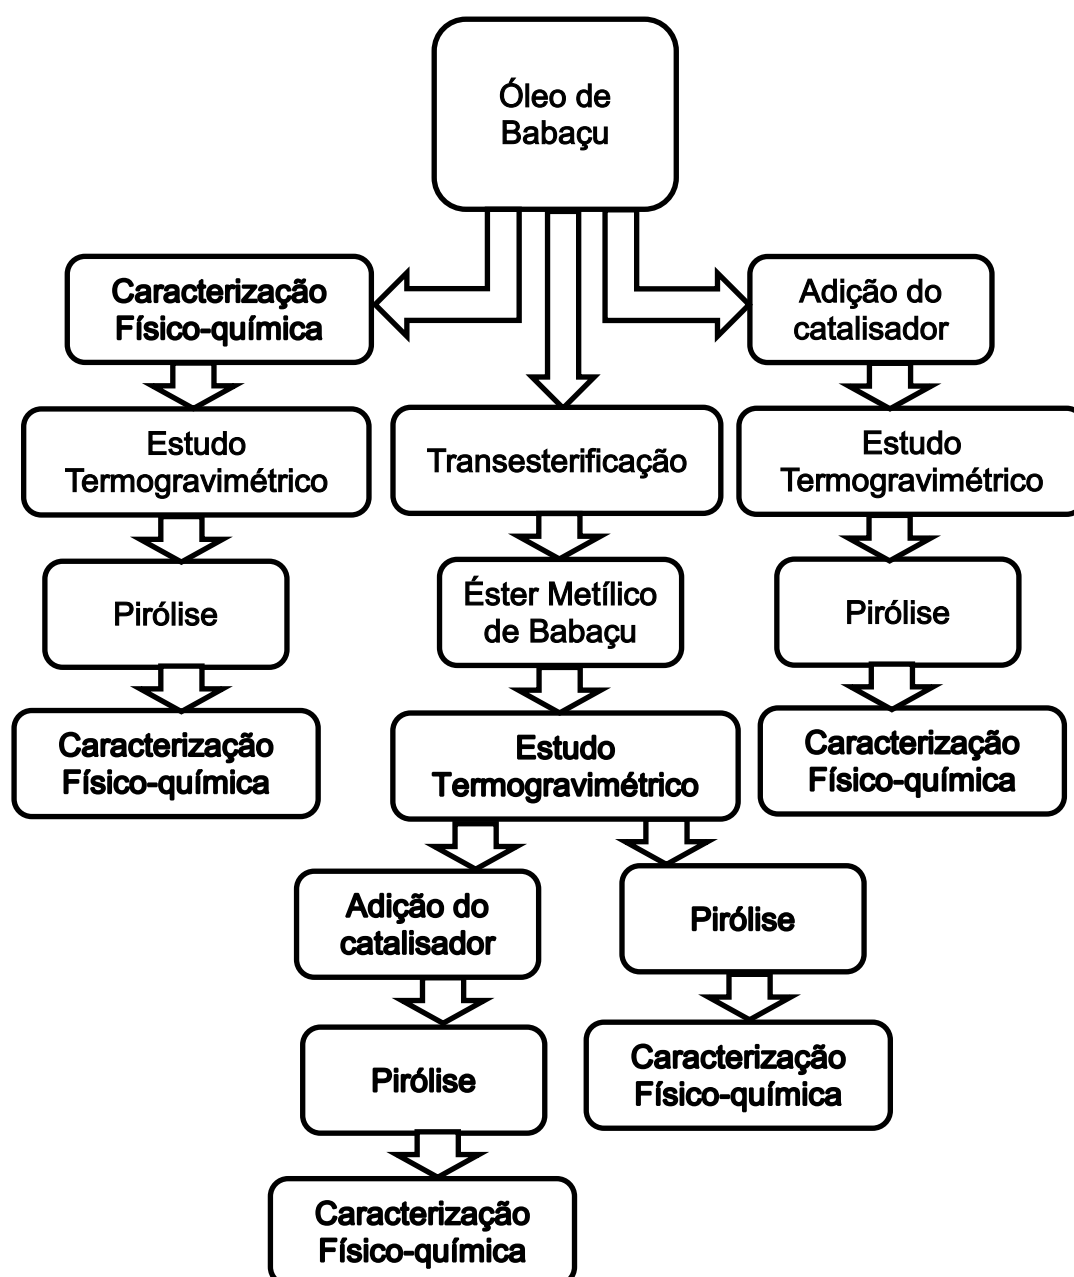 Óleo de
Babaçu
Caracterização
Físico-química
Adição do
catalisador
Estudo
Termogravimétrico
Transesterificação
Estudo
Termogravimétrico
Pirólise
Éster Metílico
de Babaçu
Pirólise
Caracterização
Físico-química
Estudo
Termogravimétrico
Caracterização
Físico-química
Adição do
catalisador
Pirólise
Pirólise
Caracterização
Físico-química
Caracterização
Físico-química